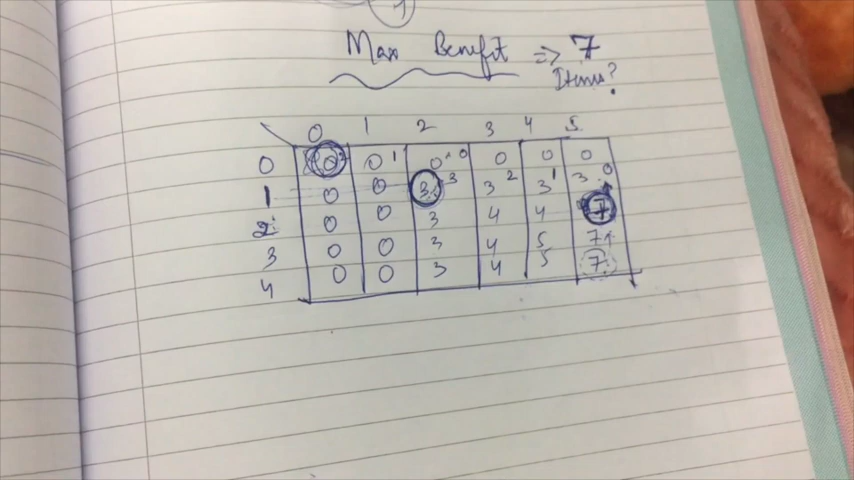 Max Benefit => 7
Items?
0 1 2 3 4 5
0 0 0 0 0 0 0
1 0 0 3 3 3 3
2 0 0 3 4 4 7
3 0 0 3 4 5 7
4 0 0 3 4 5 7